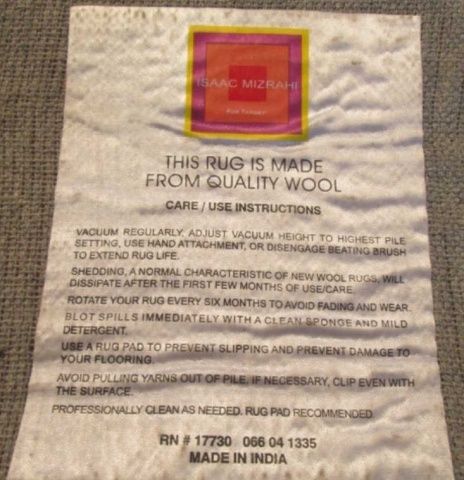 ISAAC MIZRAHI
FOR TARGET
THIS RUG IS MADE
FROM QUALITY WOOL
CARE / USE INSTRUCTIONS
VACUUM REGULARLY, ADJUST VACUUM HEIGHT TO HIGHEST PILE
SETTING, USE HAND ATTACHMENT, OR DISENGAGE BEATING BRUSH
TO EXTEND RUG LIFE.
SHEDDING, A NORMAL CHARACTERISTIC OF NEW WOOL RUGS, WILL
DISSIPATE AFTER THE FIRST FEW MONTHS OF USE/CARE.
ROTATE YOUR RUG EVERY SIX MONTHS TO AVOID FADING AND WEAR.
BLOT SPILLS IMMEDIATELY WITH A CLEAN SPONGE AND MILD
DETERGENT.
USE A RUG PAD TO PREVENT SLIPPING AND PREVENT DAMAGE TO
YOUR FLOORING.
AVOID PULLING YARNS OUT OF PILE, IF NECESSARY, CLIP EVEN WITH
THE SURFACE.
PROFESSIONALLY CLEAN AS NEEDED. RUG PAD RECOMMENDED
RN # 17730 066 04 1335
MADE IN INDIA